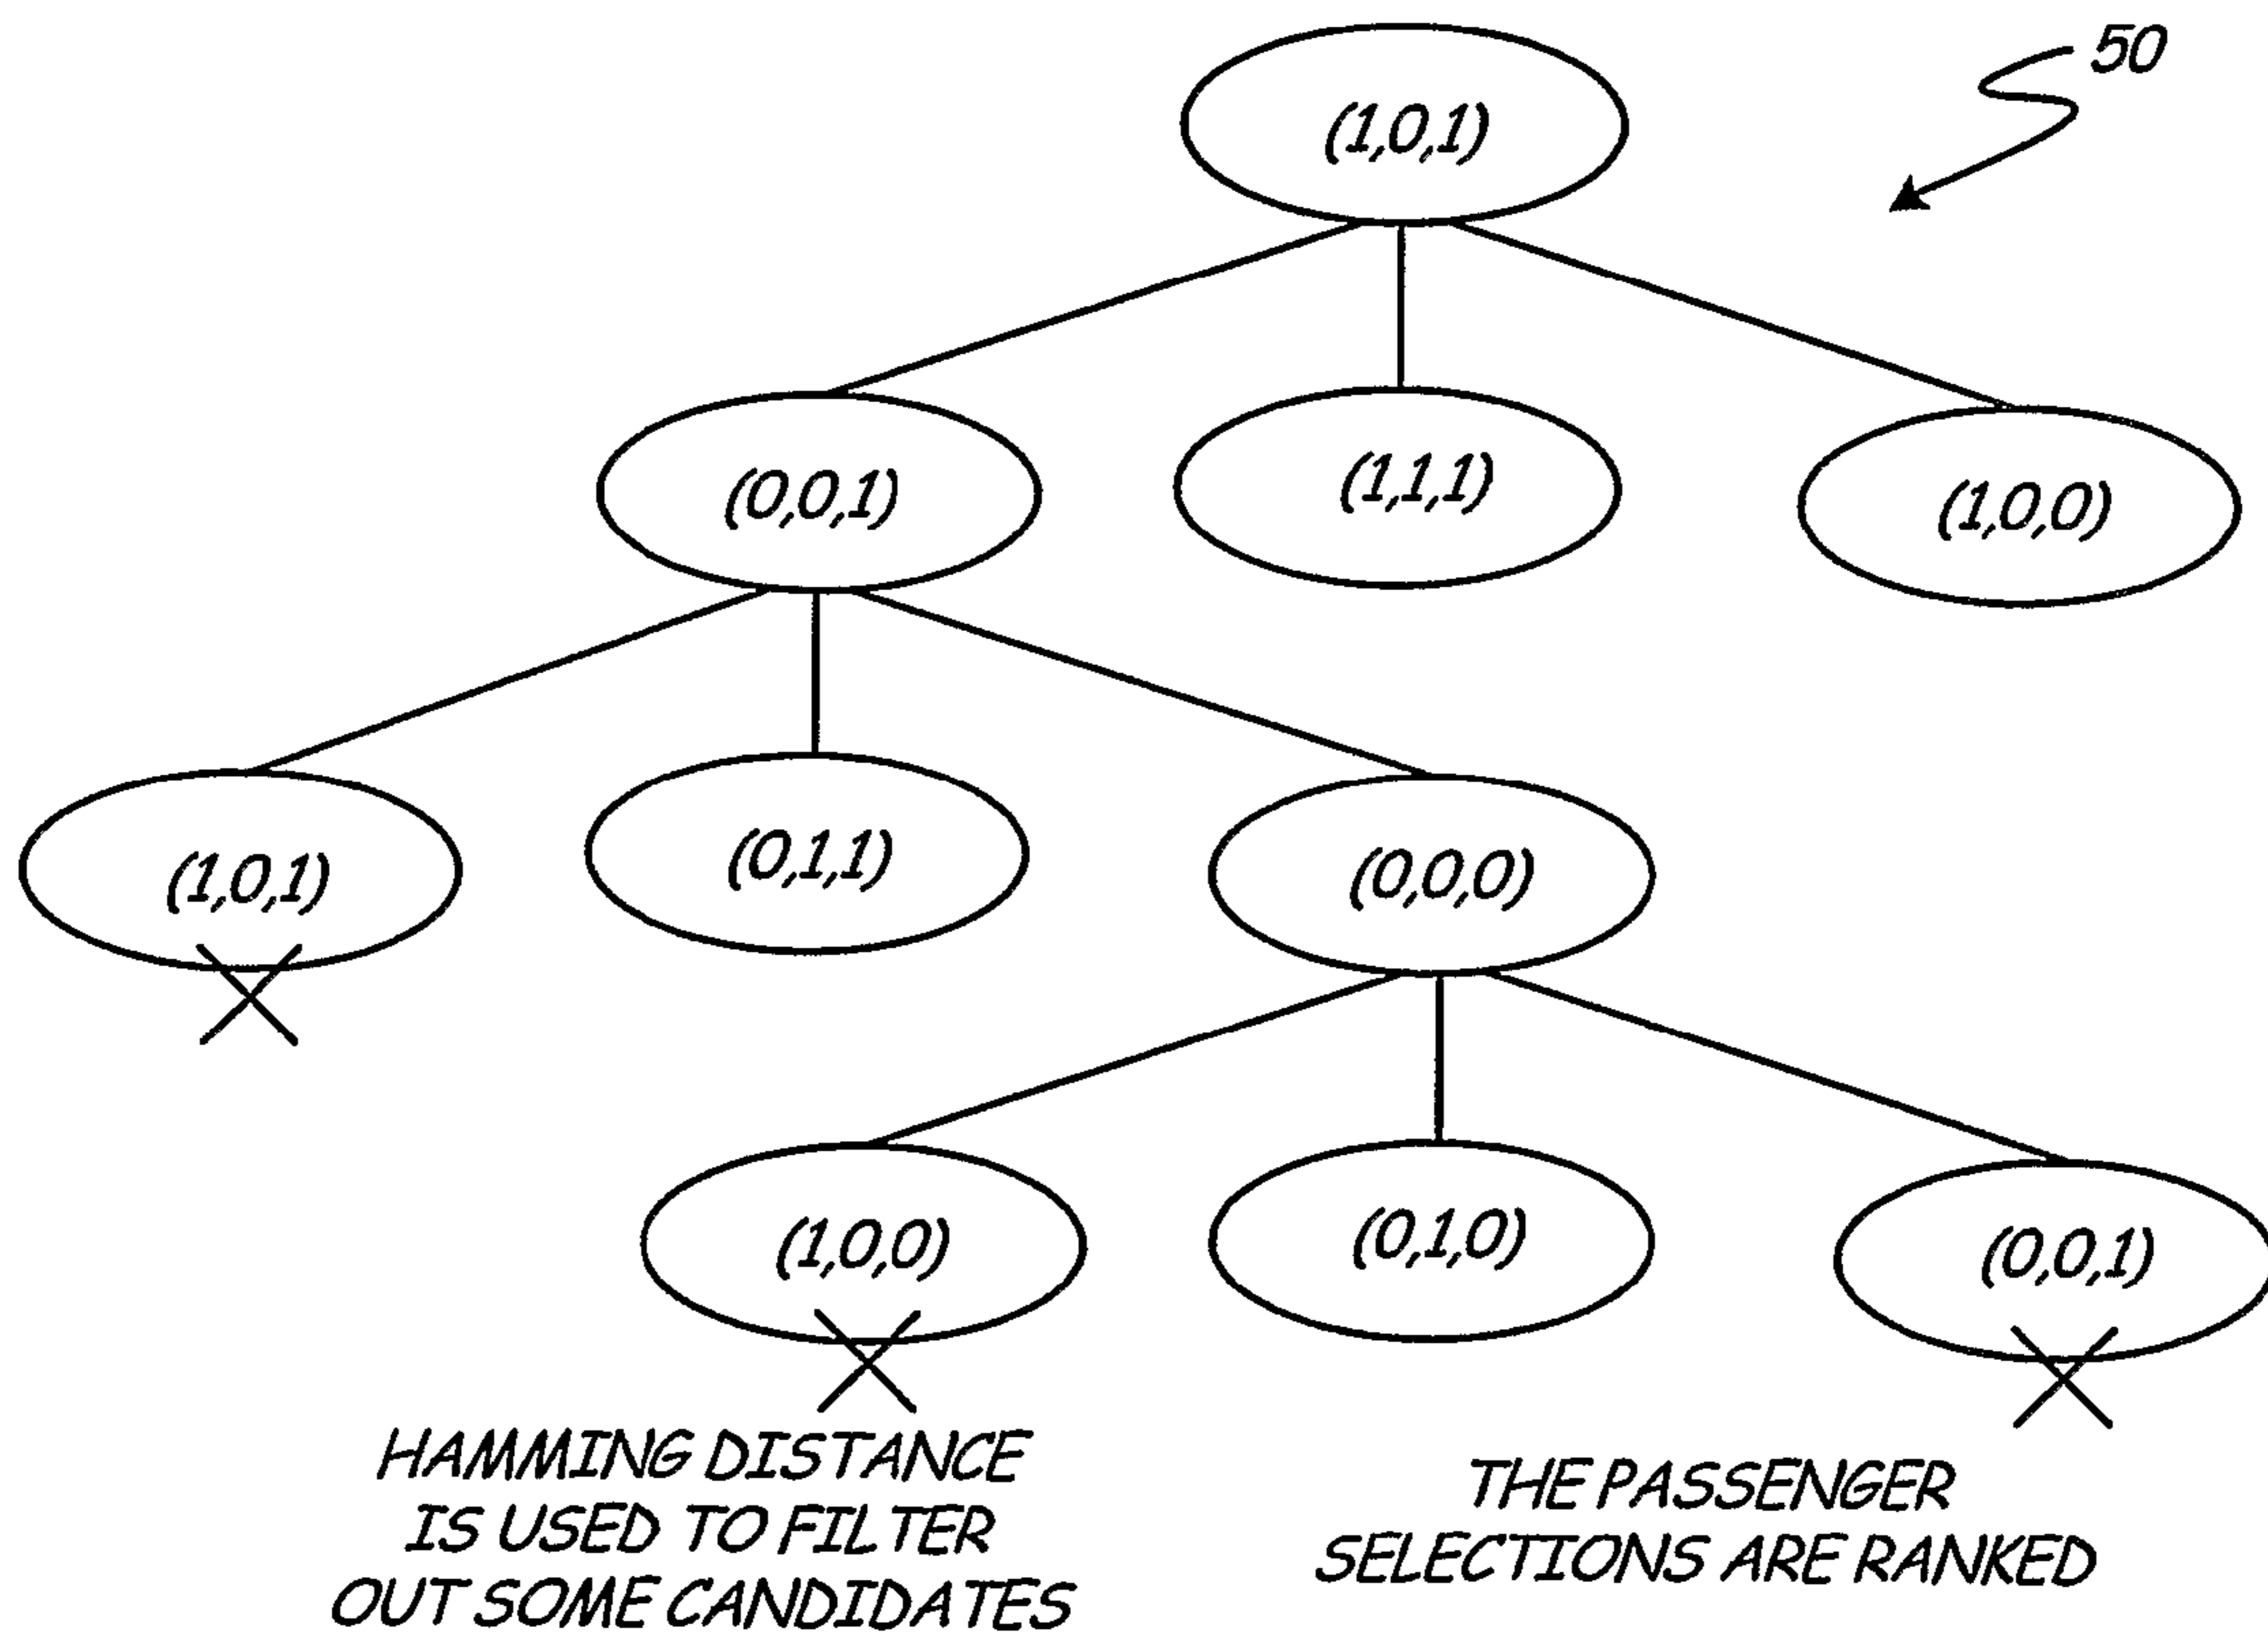 50
(1,0,1)
(0,0,1)
(1,1,1)
(1,0,0)
(1,0,1)
(0,1,1)
(0,0,0)
(1,0,0)
(0,1,0)
(0,0,1)
HAMMING DISTANCE
IS USED TO FILTER
OUT SOME CANDIDATES
THE PASSENGER
SELECTIONS ARE RANKED